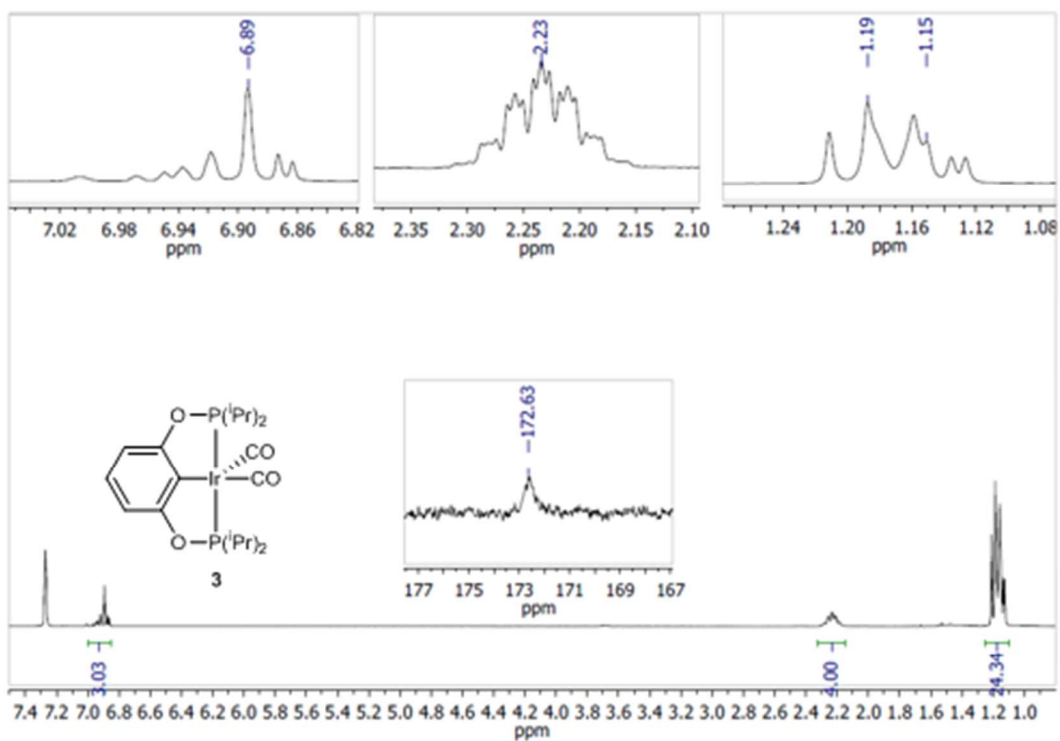 6.89
7.02 6.98 6.94 6.90 6.86 6.82
ppm
2.23
2.35 2.30 2.25 2.20 2.15 2.10
ppm
1.19 1.15
1.24 1.20 1.16 1.12 1.08
ppm
O–P(iPr)2
CO
Ir CO
O–P(iPr)2
3
172.63
177 175 173 171 169 167
ppm
3.03 4.00 24.34
7.4 7.2 7.0 6.8 6.6 6.4 6.2 6.0 5.8 5.6 5.4 5.2 5.0 4.8 4.6 4.4 4.2 4.0 3.8 3.6 3.4 3.2 3.0 2.8 2.6 2.4 2.2 2.0 1.8 1.6 1.4 1.2 1.0
ppm